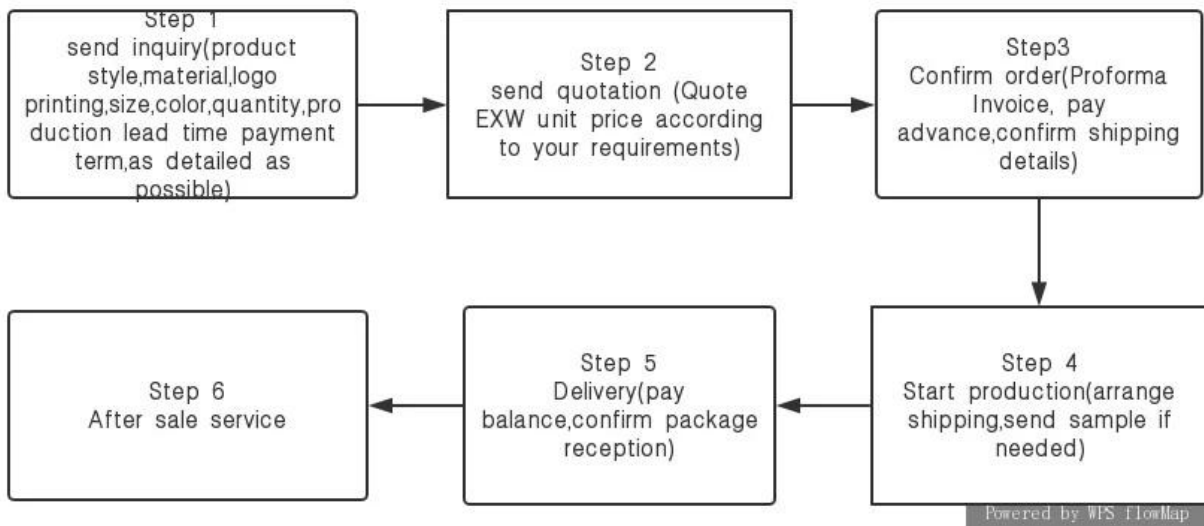 Step 1
send inquiry(product
style,material,logo
printing,size,color,quantity,pro
duction lead time payment
term,as detailed as
possible)
Step 2
send quotation (Quote
EXW unit price according
to your requirements)
Step3
Confirm order(Proforma
Invoice, pay
advance,confirm shipping
details)
Step 4
Start production(arrange
shipping,send sample if
needed)
Step 5
Delivery(pay
balance,confirm package
reception)
Step 6
After sale service
Powered by WPS flowMap